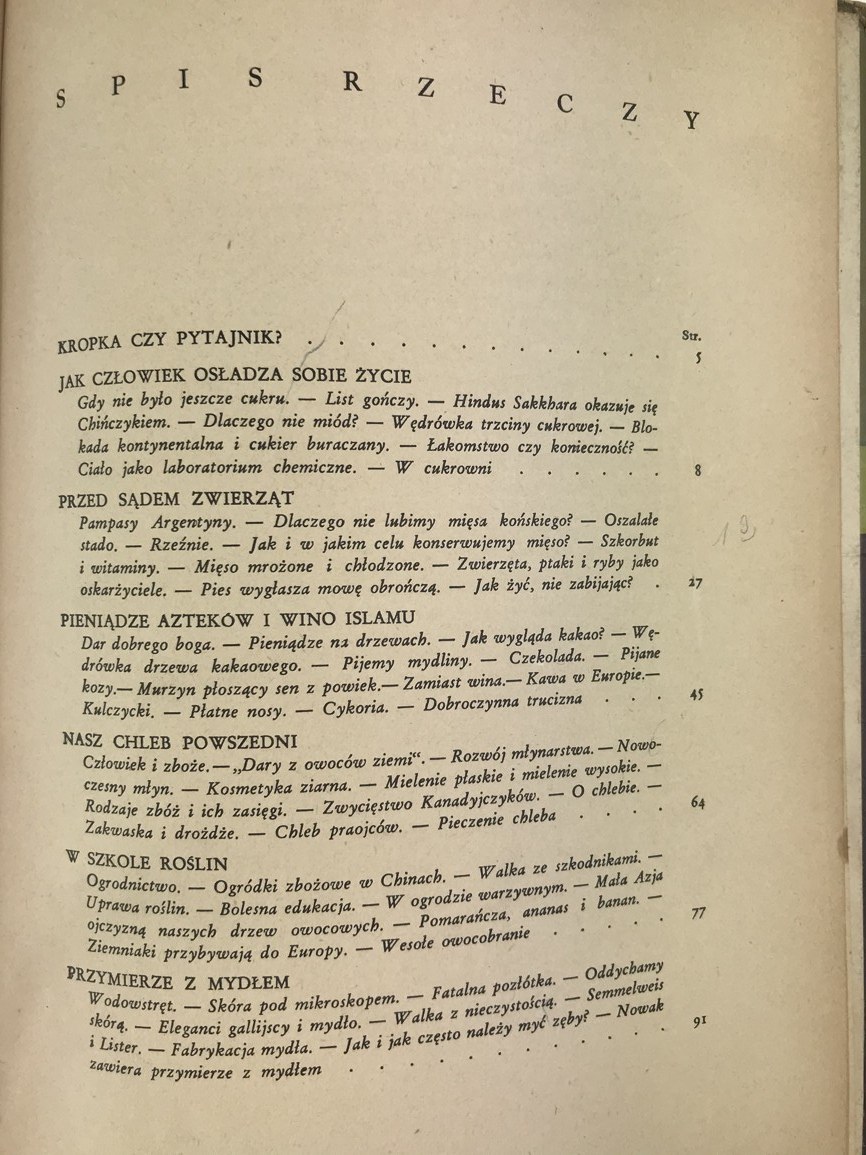 SPIS RZECZY
Str.
KROPKA CZY PYTAJNIK? . . . . . . . . . . . . 5
JAK CZŁOWIEK OSŁADZA SOBIE ŻYCIE
Gdy nie było jeszcze cukru. — List gończy. — Hindus Sakkhara okazuje się
Chińczykiem. — Dlaczego nie miód? — Wędrówka trzciny cukrowej. — Blo-
kada kontynentalna i cukier buraczany. — Łakomstwo czy konieczność? —
Ciało jako laboratorium chemiczne. — W cukrowni . . . . . . 8
PRZED SĄDEM ZWIERZĄT
Pampasy Argentyny. — Dlaczego nie lubimy mięsa końskiego? — Oszalałe
stado. — Rzeźnie. — Jak i w jakim celu konserwujemy mięso? — Szkorbut
i witaminy. — Mięso mrożone i chłodzone. — Zwierzęta, ptaki i ryby jako
oskarżyciele. — Pies wygłasza mowę obrończą. — Jak żyć, nie zabijając? . 27
PIENIĄDZE AZTEKÓW I WINO ISLAMU
Dar dobrego boga. — Pieniądze na drzewach. — Jak wygląda kakao? — Wę-
drówka drzewa kakaowego. — Pijemy mydliny. — Czekolada. — Pijane
kozy.— Murzyn płoszący sen z powiek.— Zamiast wina.— Kawa w Europie.—
Kulczycki. — Płatne nosy. — Cykoria. — Dobroczynna trucizna . . . 45
NASZ CHLEB POWSZEDNI
Człowiek i zboże.—„Dary z owoców ziemi“. — Rozwój młynarstwa. — Nowo-
czesny młyn. — Kosmetyka ziarna. — Mielenie płaskie i mielenie wysokie. —
Rodzaje zbóż i ich zasięgi. — Zwycięstwo Kanadyjczyków. — O chlebie. —
Zakwaska i drożdże. — Chleb praojców. — Pieczenie chleba . . . . 64
W SZKOLE ROŚLIN
Ogrodnictwo. — Ogródki zbożowe w Chinach. — Walka ze szkodnikami. —
Uprawa roślin. — Bolesna edukacja. — W ogrodzie warzywnym. — Mała Azja
ojczyzną naszych drzew owocowych. — Pomarańcza, ananas i banan. —
Ziemniaki przybywają do Europy. — Wesołe owocobranie . . . . . 77
PRZYMIERZE Z MYDŁEM
Wodowstręt. — Skóra pod mikroskopem. — Fatalna pozłótka. — Oddychamy
skórą. — Eleganci gallijscy i mydło. — Walka z nieczystością. — Semmelweis
i Lister. — Fabrykacja mydła. — Jak i jak często należy myć zęby? — Nowak
zawiera przymierze z mydłem . . . . . . . . . 91
19